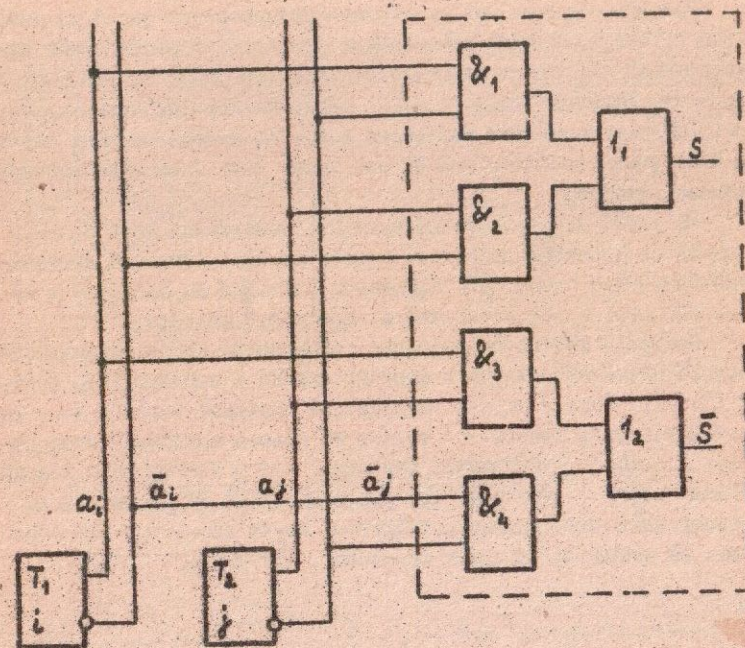 &₁
1₁
S
&₂
&₃
1₂
S̄
aᵢ
āᵢ
aⱼ
āⱼ
&₄
T₁
i
T₂
j